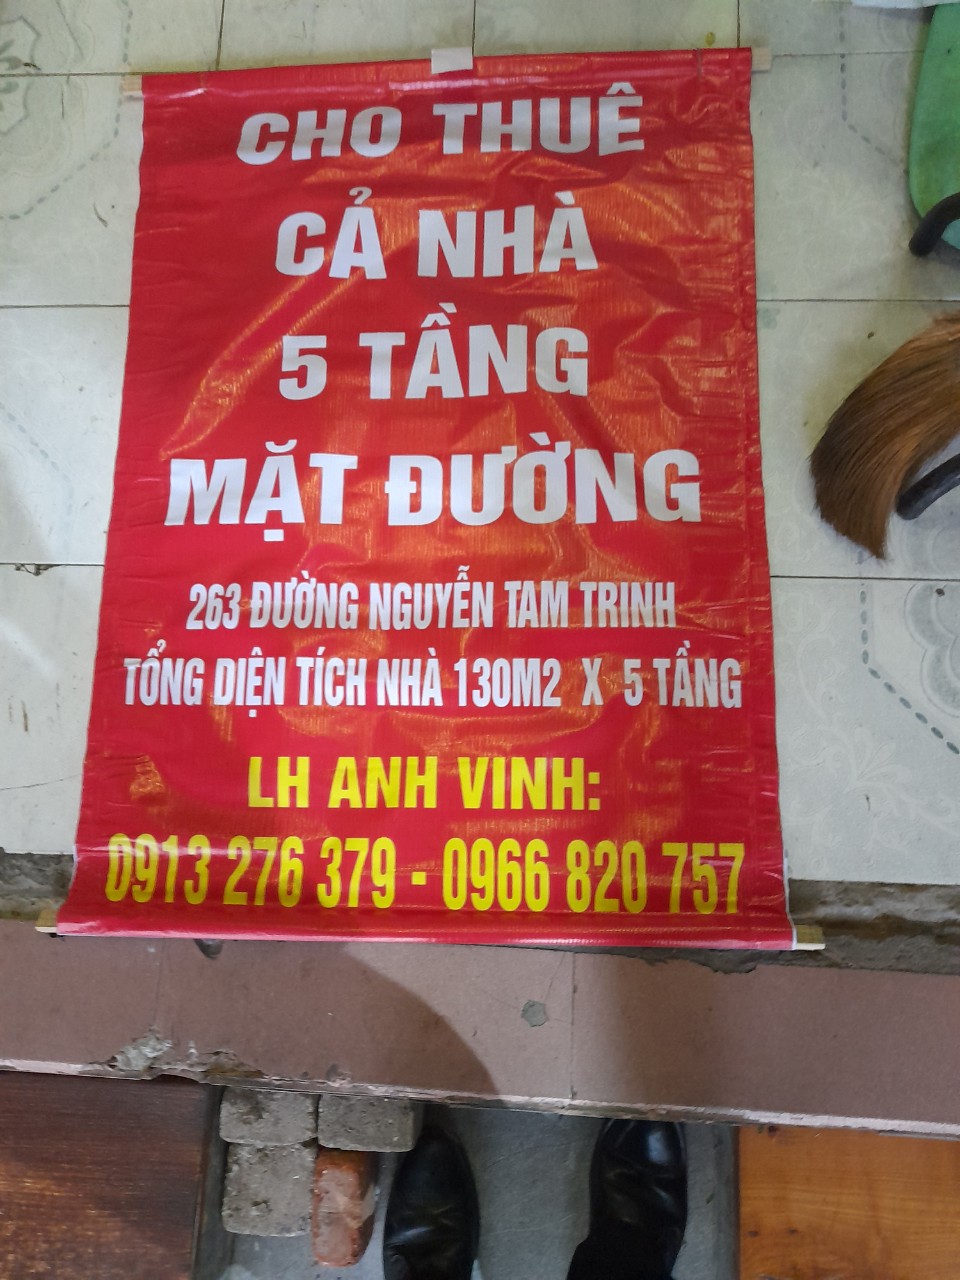 CHO THUÊ
CẢ NHÀ
5 TẦNG
MẶT ĐƯỜNG
263 ĐƯỜNG NGUYỄN TAM TRINH
TỔNG DIỆN TÍCH NHÀ 130M2 X 5 TẦNG
LH ANH VINH:
0913 276 379 - 0966 820 757